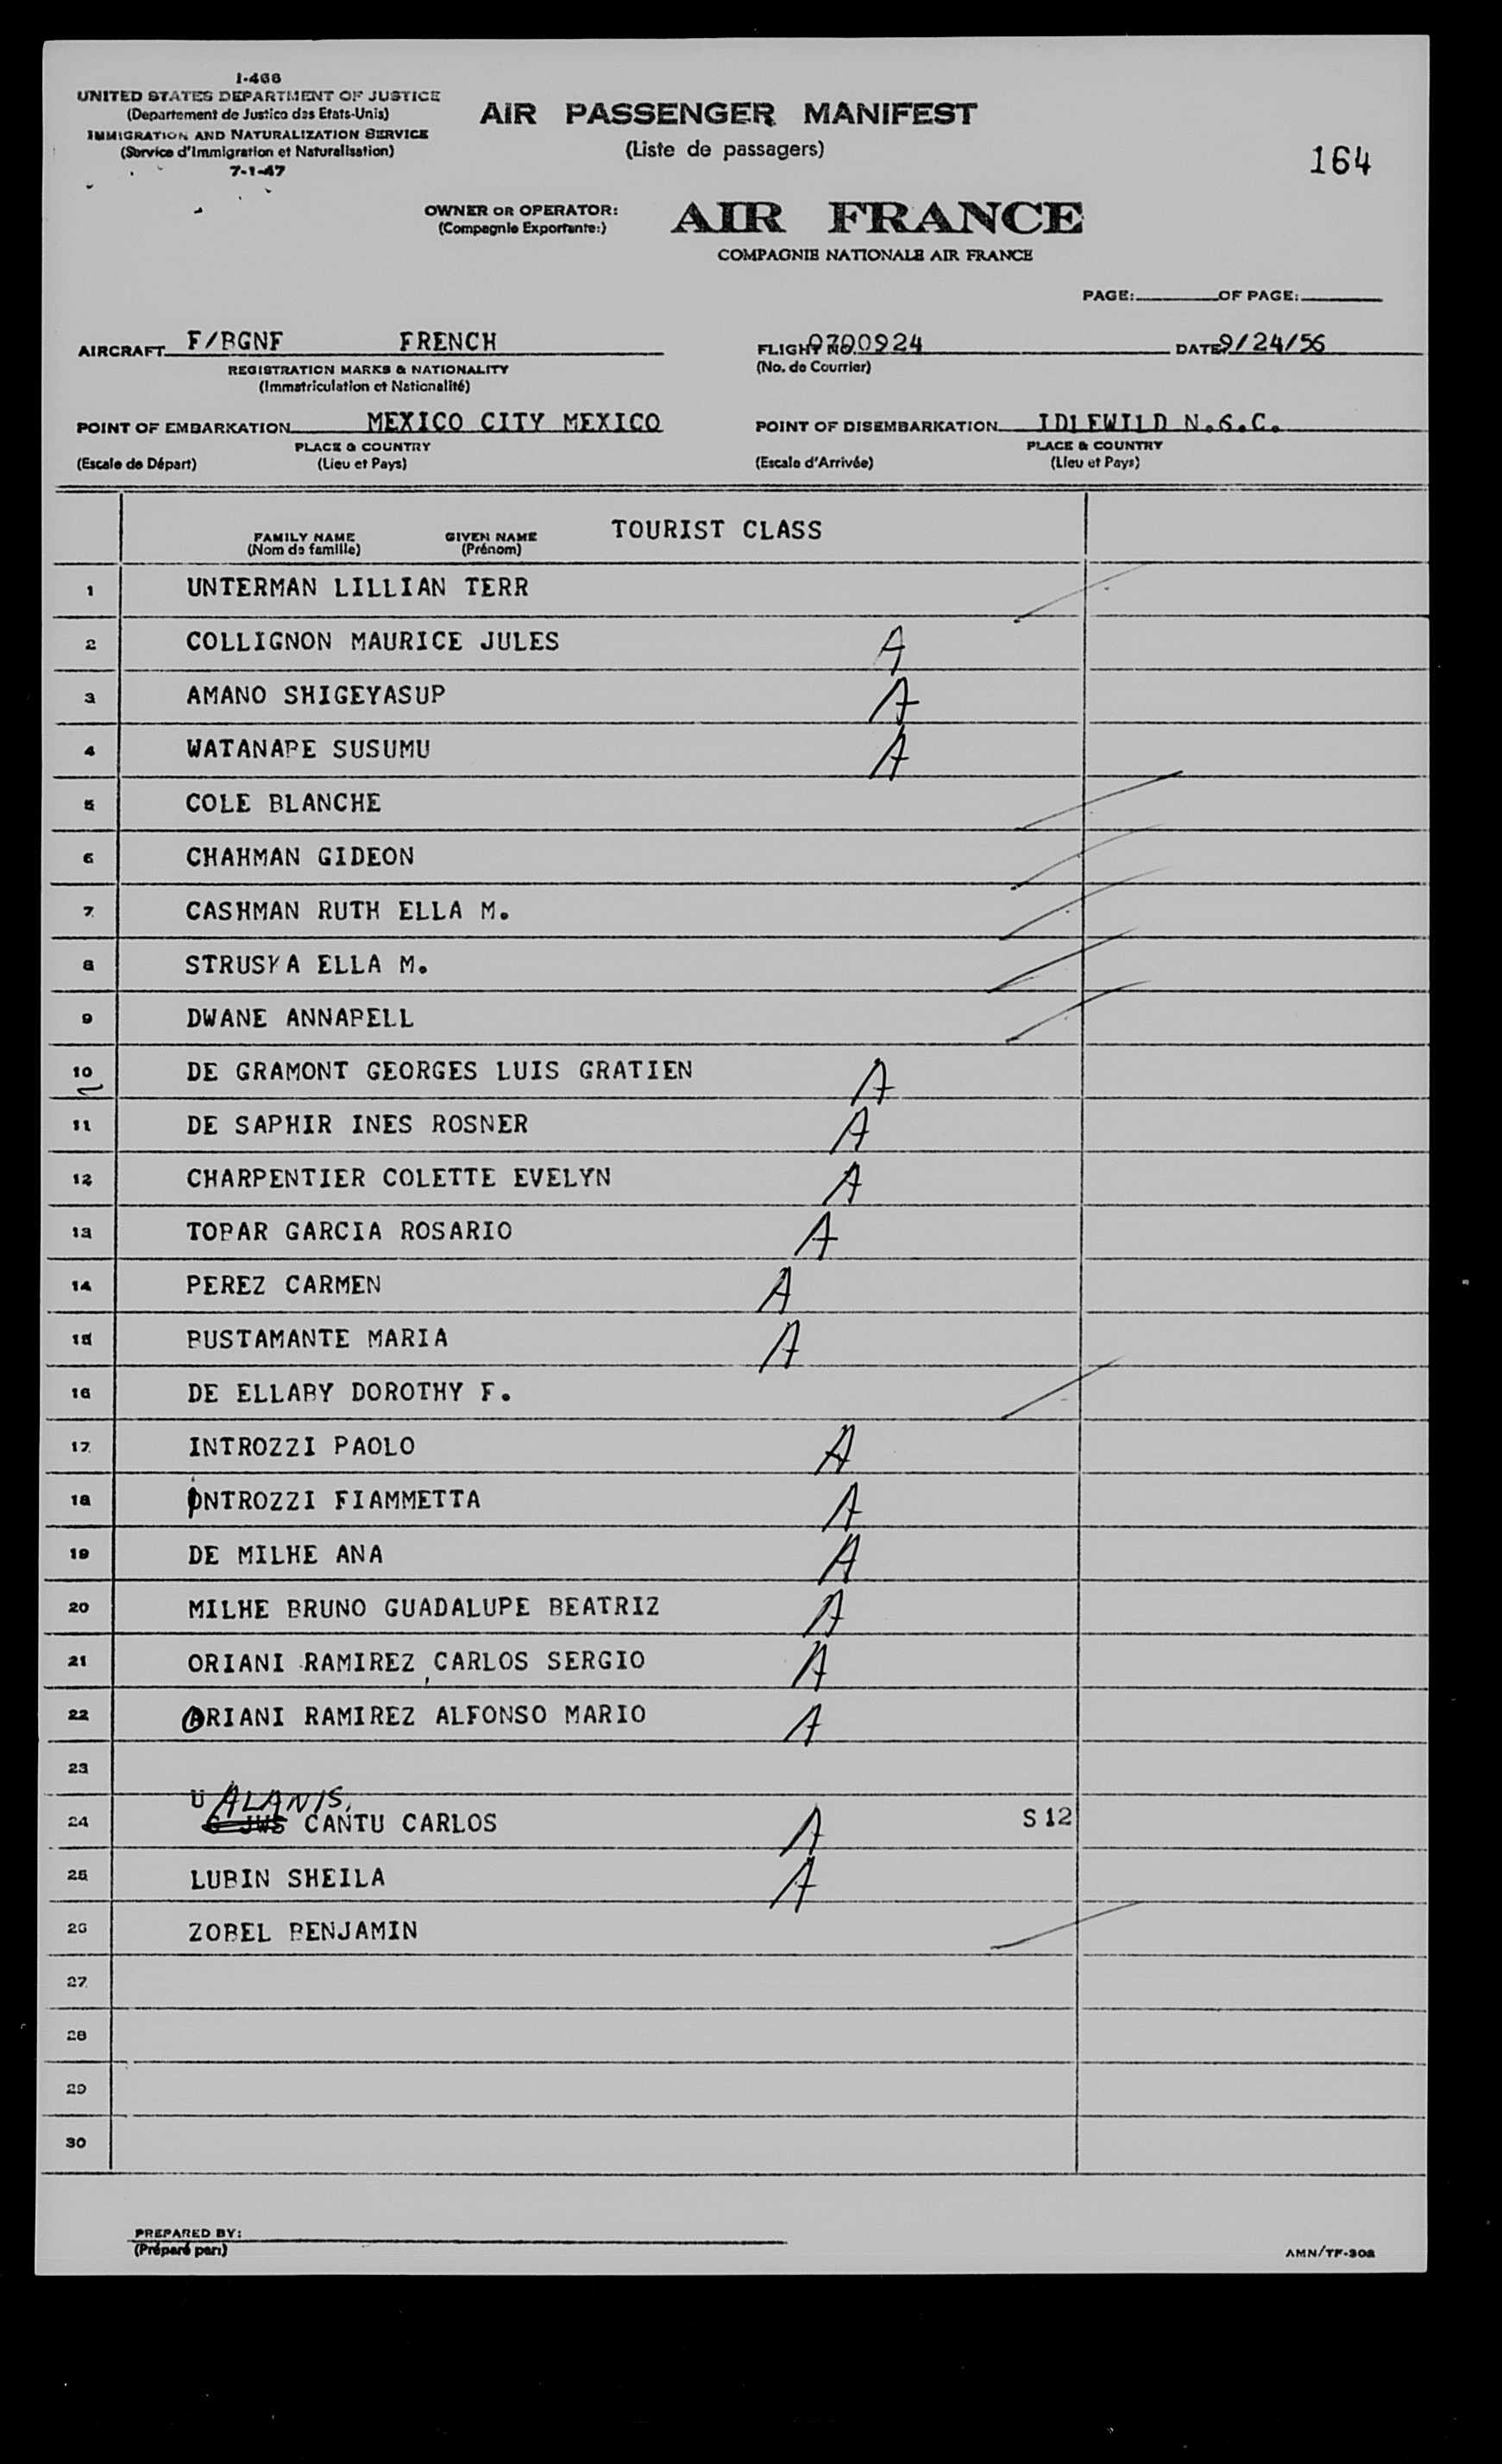 I-466
UNITED STATES DEPARTMENT OF JUSTICE
(Departement de Justice des Etats-Unis)
IMMIGRATION AND NATURALIZATION SERVICE
(Service d'Immigration et Naturalisation)
7-1-47
AIR PASSENGER MANIFEST
(Liste de passagers)
164
OWNER OR OPERATOR: AIR FRANCE
(Compagnie Exportante:)
COMPAGNIE NATIONALE AIR FRANCE
PAGE: OF PAGE:
AIRCRAFT F/BGNF FRENCH FLIGHT NO. 0700924 DATE 9/24/56
REGISTRATION MARKS & NATIONALITY (No. de Courrier)
(Immatriculation et Nationalité)
POINT OF EMBARKATION MEXICO CITY MEXICO POINT OF DISEMBARKATION IDLEWILD N.S.C.
PLACE & COUNTRY PLACE & COUNTRY
(Escale de Départ) (Lieu et Pays) (Escale d'Arrivée) (Lieu et Pays)
FAMILY NAME GIVEN NAME TOURIST CLASS
(Nom de famille) (Prénom)
1 UNTERMAN LILLIAN TERR
2 COLLIGNON MAURICE JULES A
3 AMANO SHIGEYASUP A
4 WATANABE SUSUMU A
5 COLE BLANCHE
6 CHAHMAN GIDEON
7 CASHMAN RUTH ELLA M.
8 STRUSKA ELLA M.
9 DWANE ANNABELL
10 DE GRAMONT GEORGES LUIS GRATIEN A
11 DE SAPHIR INES ROSNER A
12 CHARPENTIER COLETTE EVELYN A
13 TOBAR GARCIA ROSARIO A
14 PEREZ CARMEN A
15 BUSTAMANTE MARIA A
16 DE ELLABY DOROTHY F.
17 INTROZZI PAOLO A
18 INTROZZI FIAMMETTA A
19 DE MILHE ANA A
20 MILHE BRUNO GUADALUPE BEATRIZ A
21 ORIANI RAMIREZ, CARLOS SERGIO A
22 ORIANI RAMIREZ ALFONSO MARIO A
23
U ALANIS,
24 CANTU CARLOS A S 12
25 LUBIN SHEILA A
26 ZOBEL BENJAMIN
27
28
29
30
PREPARED BY:
(Préparé par:)
AMN/TF-302